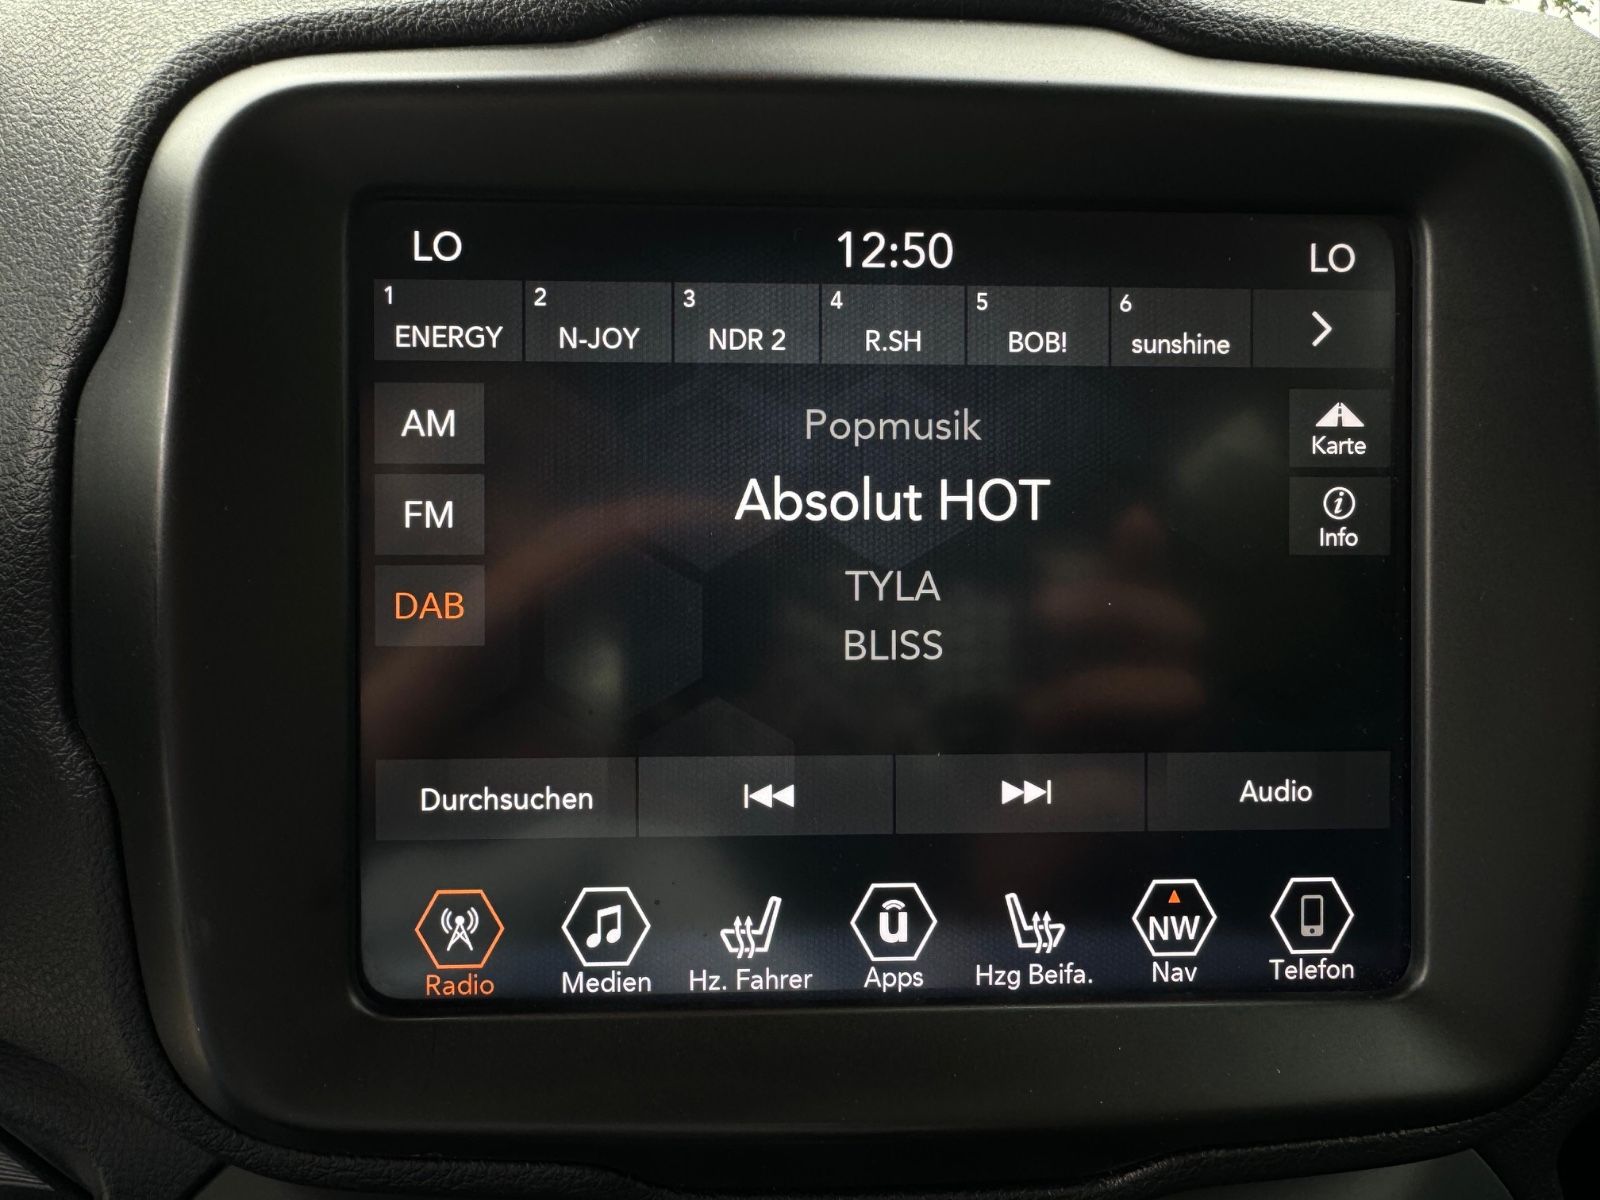 LO 12:50 LO
1 2 3 4 5 6
ENERGY N-JOY NDR 2 R.SH BOB! sunshine
AM
FM
DAB
Popmusik
Absolut HOT
TYLA
BLISS
Karte
i
Info
Durchsuchen
Audio
ū
NW
Radio Medien Hz. Fahrer Apps Hzg Beifa. Nav Telefon